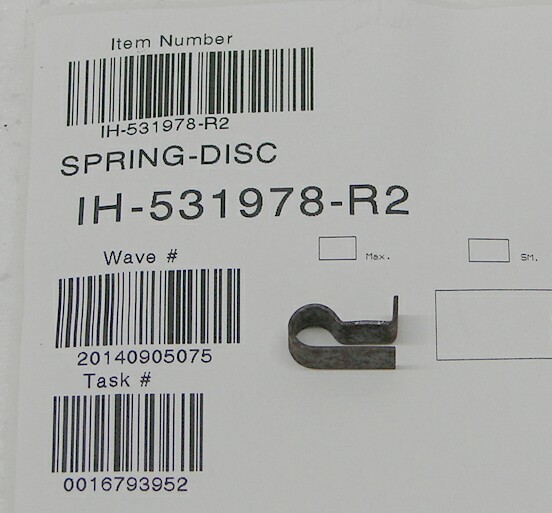 Item Number
IH-531978-R2
SPRING-DISC
IH-531978-R2
Max.
SM.
Wave #
20140905075
Task #
0016793952